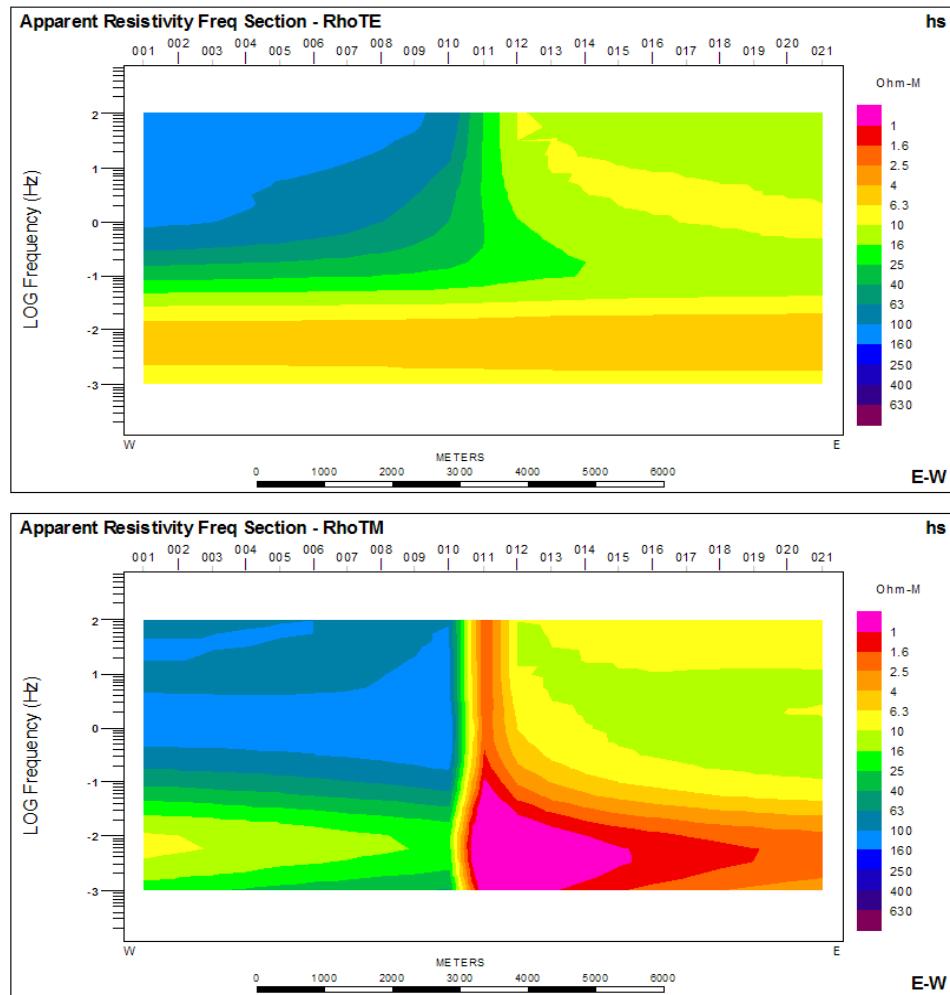 Apparent Resistivity Freq Section - RhoTE hs
001 002 003 004 005 006 007 008 009 010 011 012 013 014 015 016 017 018 019 020 021
Ohm-M
LOG Frequency (Hz)
2
1
0
-1
-2
-3
1
1.6
2.5
4
6.3
10
16
25
40
63
100
160
250
400
630
W E
METERS
0 1000 2000 3000 4000 5000 6000
E-W
Apparent Resistivity Freq Section - RhoTM hs
001 002 003 004 005 006 007 008 009 010 011 012 013 014 015 016 017 018 019 020 021
Ohm-M
LOG Frequency (Hz)
2
1
0
-1
-2
-3
1
1.6
2.5
4
6.3
10
16
25
40
63
100
160
250
400
630
W E
METERS
0 1000 2000 3000 4000 5000 6000
E-W